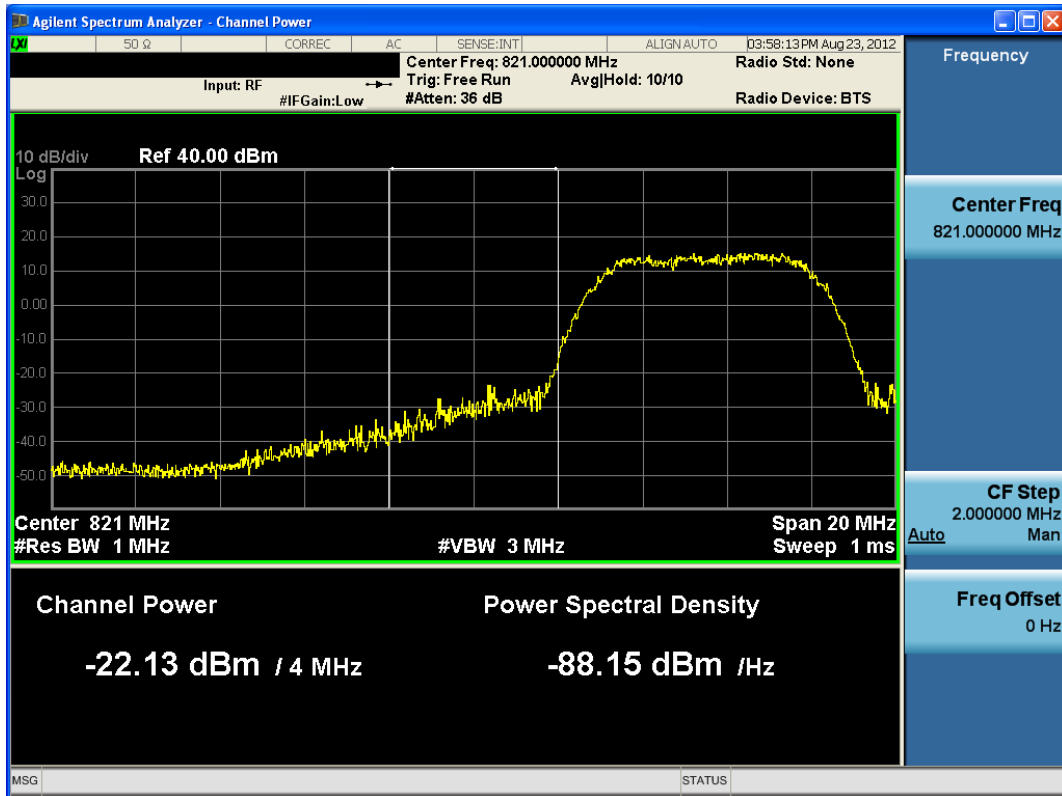 Agilent Spectrum Analyzer - Channel Power
LXI 50 Ω CORREC AC SENSE:INT ALIGN AUTO 03:58:13 PM Aug 23, 2012
Center Freq: 821.000000 MHz Radio Std: None
Input: RF Trig: Free Run Avg|Hold: 10/10
#IFGain:Low #Atten: 36 dB Radio Device: BTS
10 dB/div Ref 40.00 dBm
Log
30.0
20.0
10.0
0.00
-10.0
-20.0
-30.0
-40.0
-50.0
Center 821 MHz Span 20 MHz
#Res BW 1 MHz #VBW 3 MHz Sweep 1 ms
Channel Power Power Spectral Density
-22.13 dBm / 4 MHz -88.15 dBm /Hz
Frequency
Center Freq
821.000000 MHz
CF Step
2.000000 MHz
Auto Man
Freq Offset
0 Hz
MSG STATUS